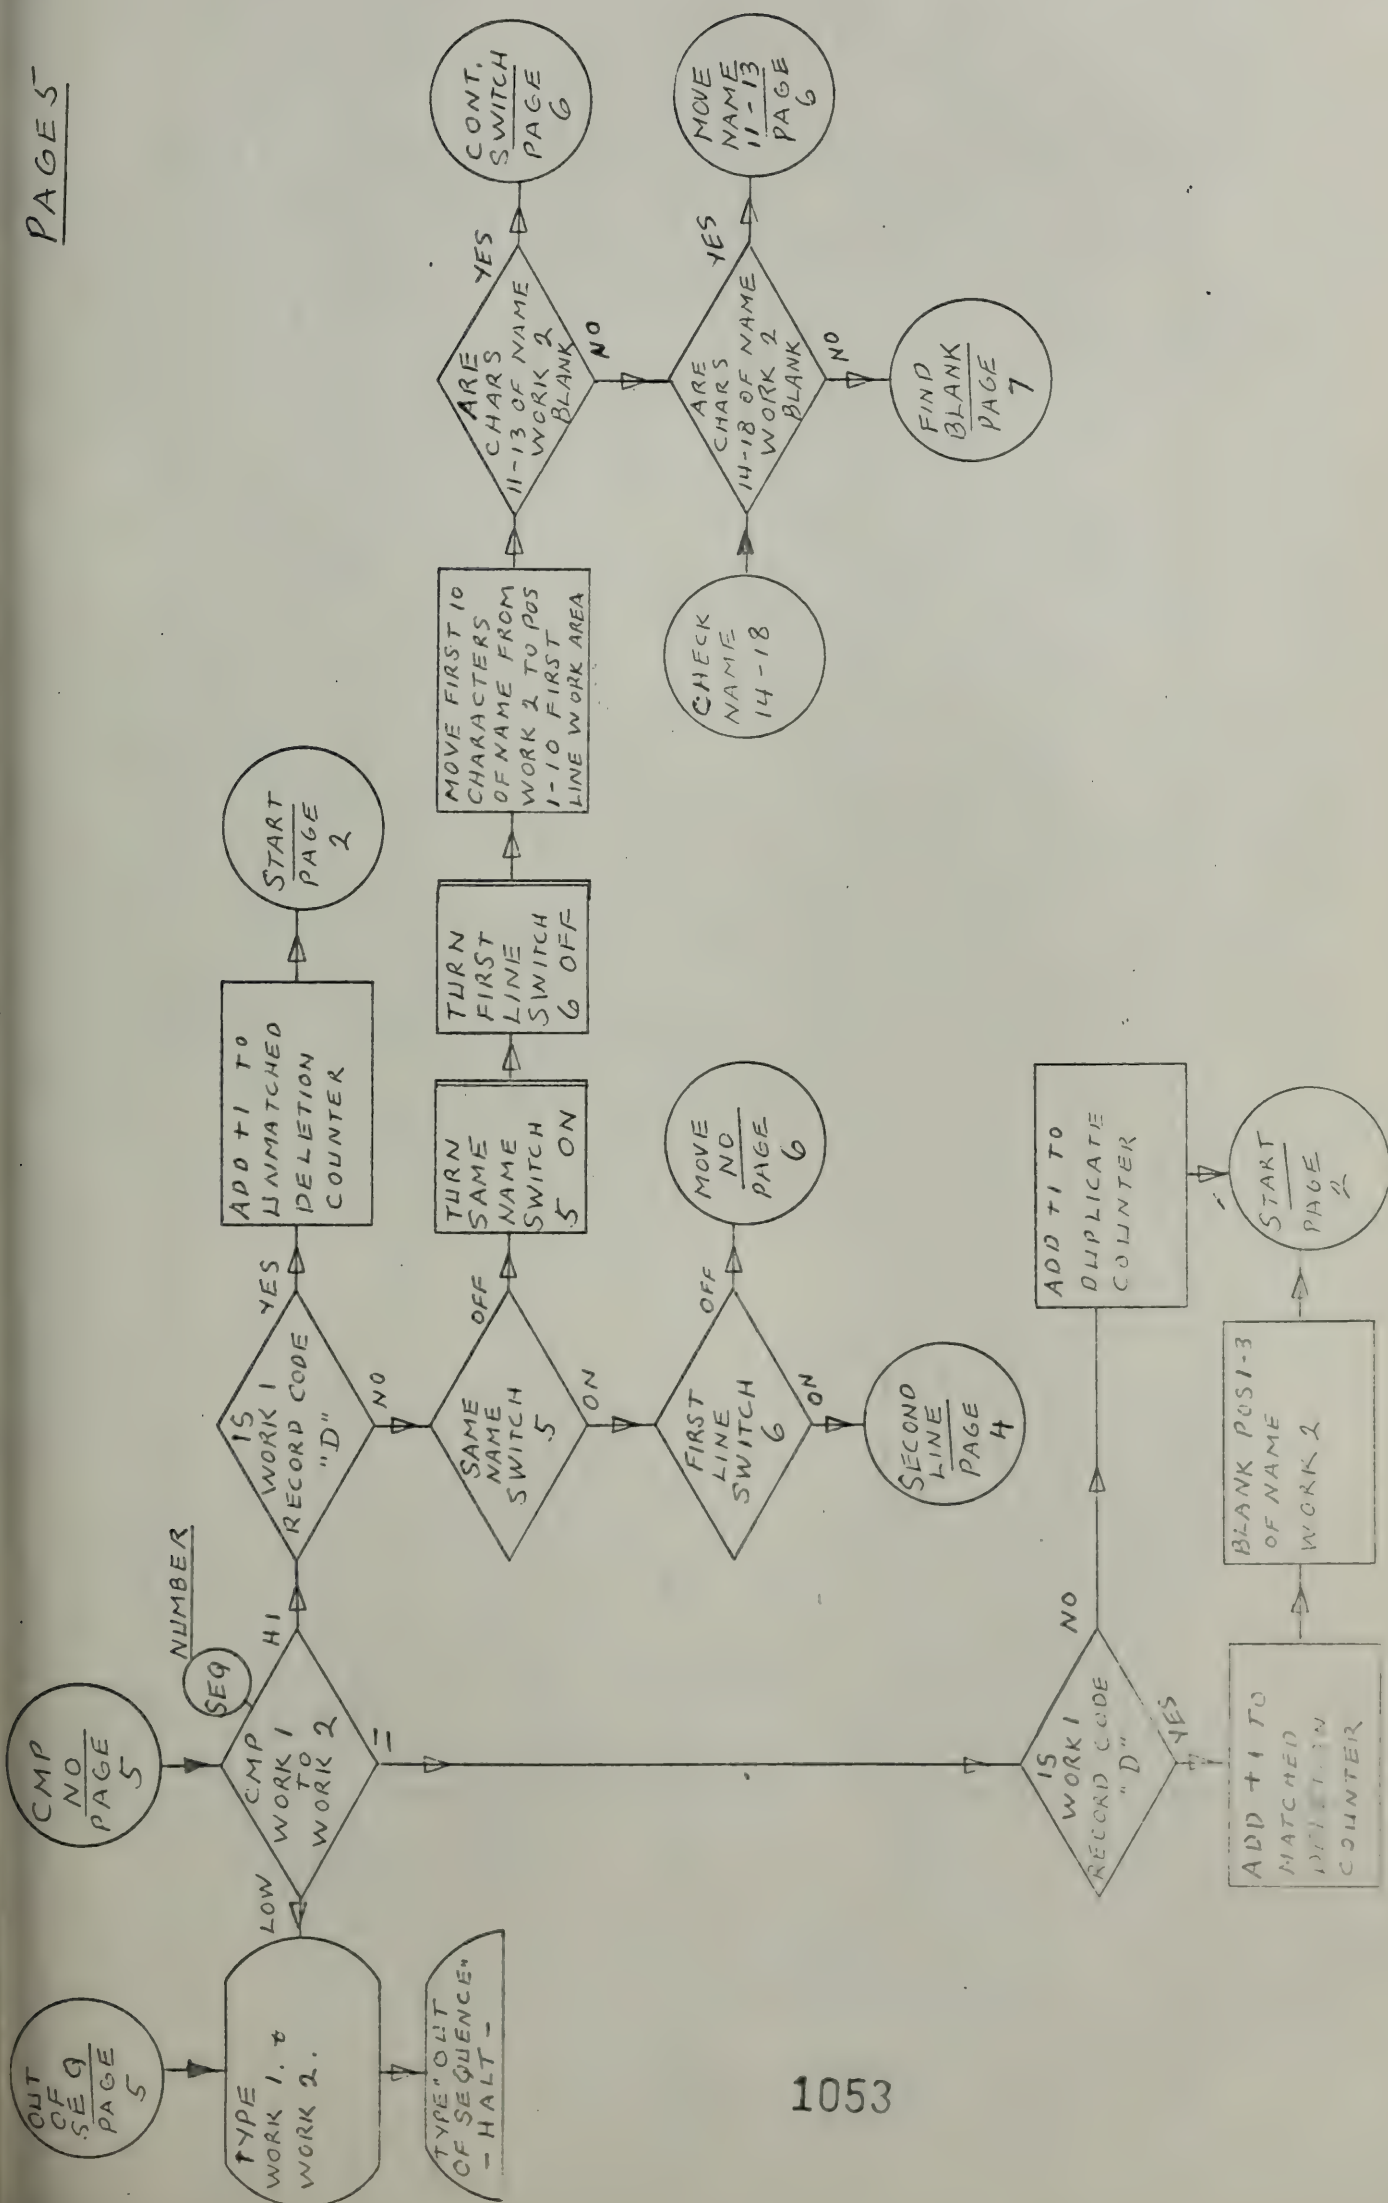 PAGE 5
OUT
OF
SEQ
PAGE
5
TYPE
WORK 1. &
WORK 2.
TYPE "OUT
OF SEQUENCE"
- HALT -
CMP
NO
PAGE
5
NUMBER
SEQ
CMP
WORK 1
TO
WORK 2
LOW
HI
=
IS
WORK 1
RECORD CODE
"D"
YES
NO
ADD +1 TO
UNMATCHED
DELETION
COUNTER
START
PAGE
2
SAME
NAME
SWITCH
5
OFF
ON
TURN
SAME
NAME
SWITCH
5 ON
TURN
FIRST
LINE
SWITCH
6 OFF
MOVE FIRST 10
CHARACTERS
OF NAME FROM
WORK 2 TO POS
1-10 FIRST
LINE WORK AREA
ARE
CHARS
11-13 OF NAME
WORK 2
BLANK
YES
NO
CONT.
SWITCH
PAGE
6
FIRST
LINE
SWITCH
6
OFF
ON
MOVE
NO
PAGE
6
SECOND
LINE
PAGE
4
CHECK
NAME
14-18
ARE
CHARS
14-18 OF NAME
WORK 2
BLANK
YES
NO
MOVE
NAME
11-13
PAGE
6
FIND
BLANK
PAGE
7
IS
WORK 1
RECORD CODE
"D"
NO
YES
ADD +1 TO
DUPLICATE
COUNTER
START
PAGE
2
ADD +1 TO
MATCHED
COUNTER
BLANK POS 1-3
OF NAME
WORK 2
1053